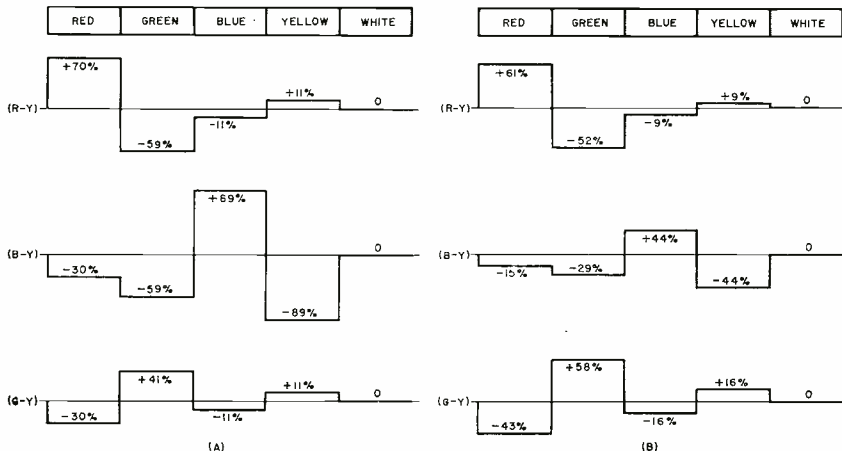 RED GREEN BLUE YELLOW WHITE
(R-Y) +70% -59% -11% +11% 0
(B-Y) -30% -59% +69% -89% 0
(G-Y) -30% +41% -11% +11% 0
(A)
RED GREEN BLUE YELLOW WHITE
(R-Y) +61% -52% -9% +9% 0
(B-Y) -15% -29% +44% -44% 0
(G-Y) -43% +58% -16% +16% 0
(B)